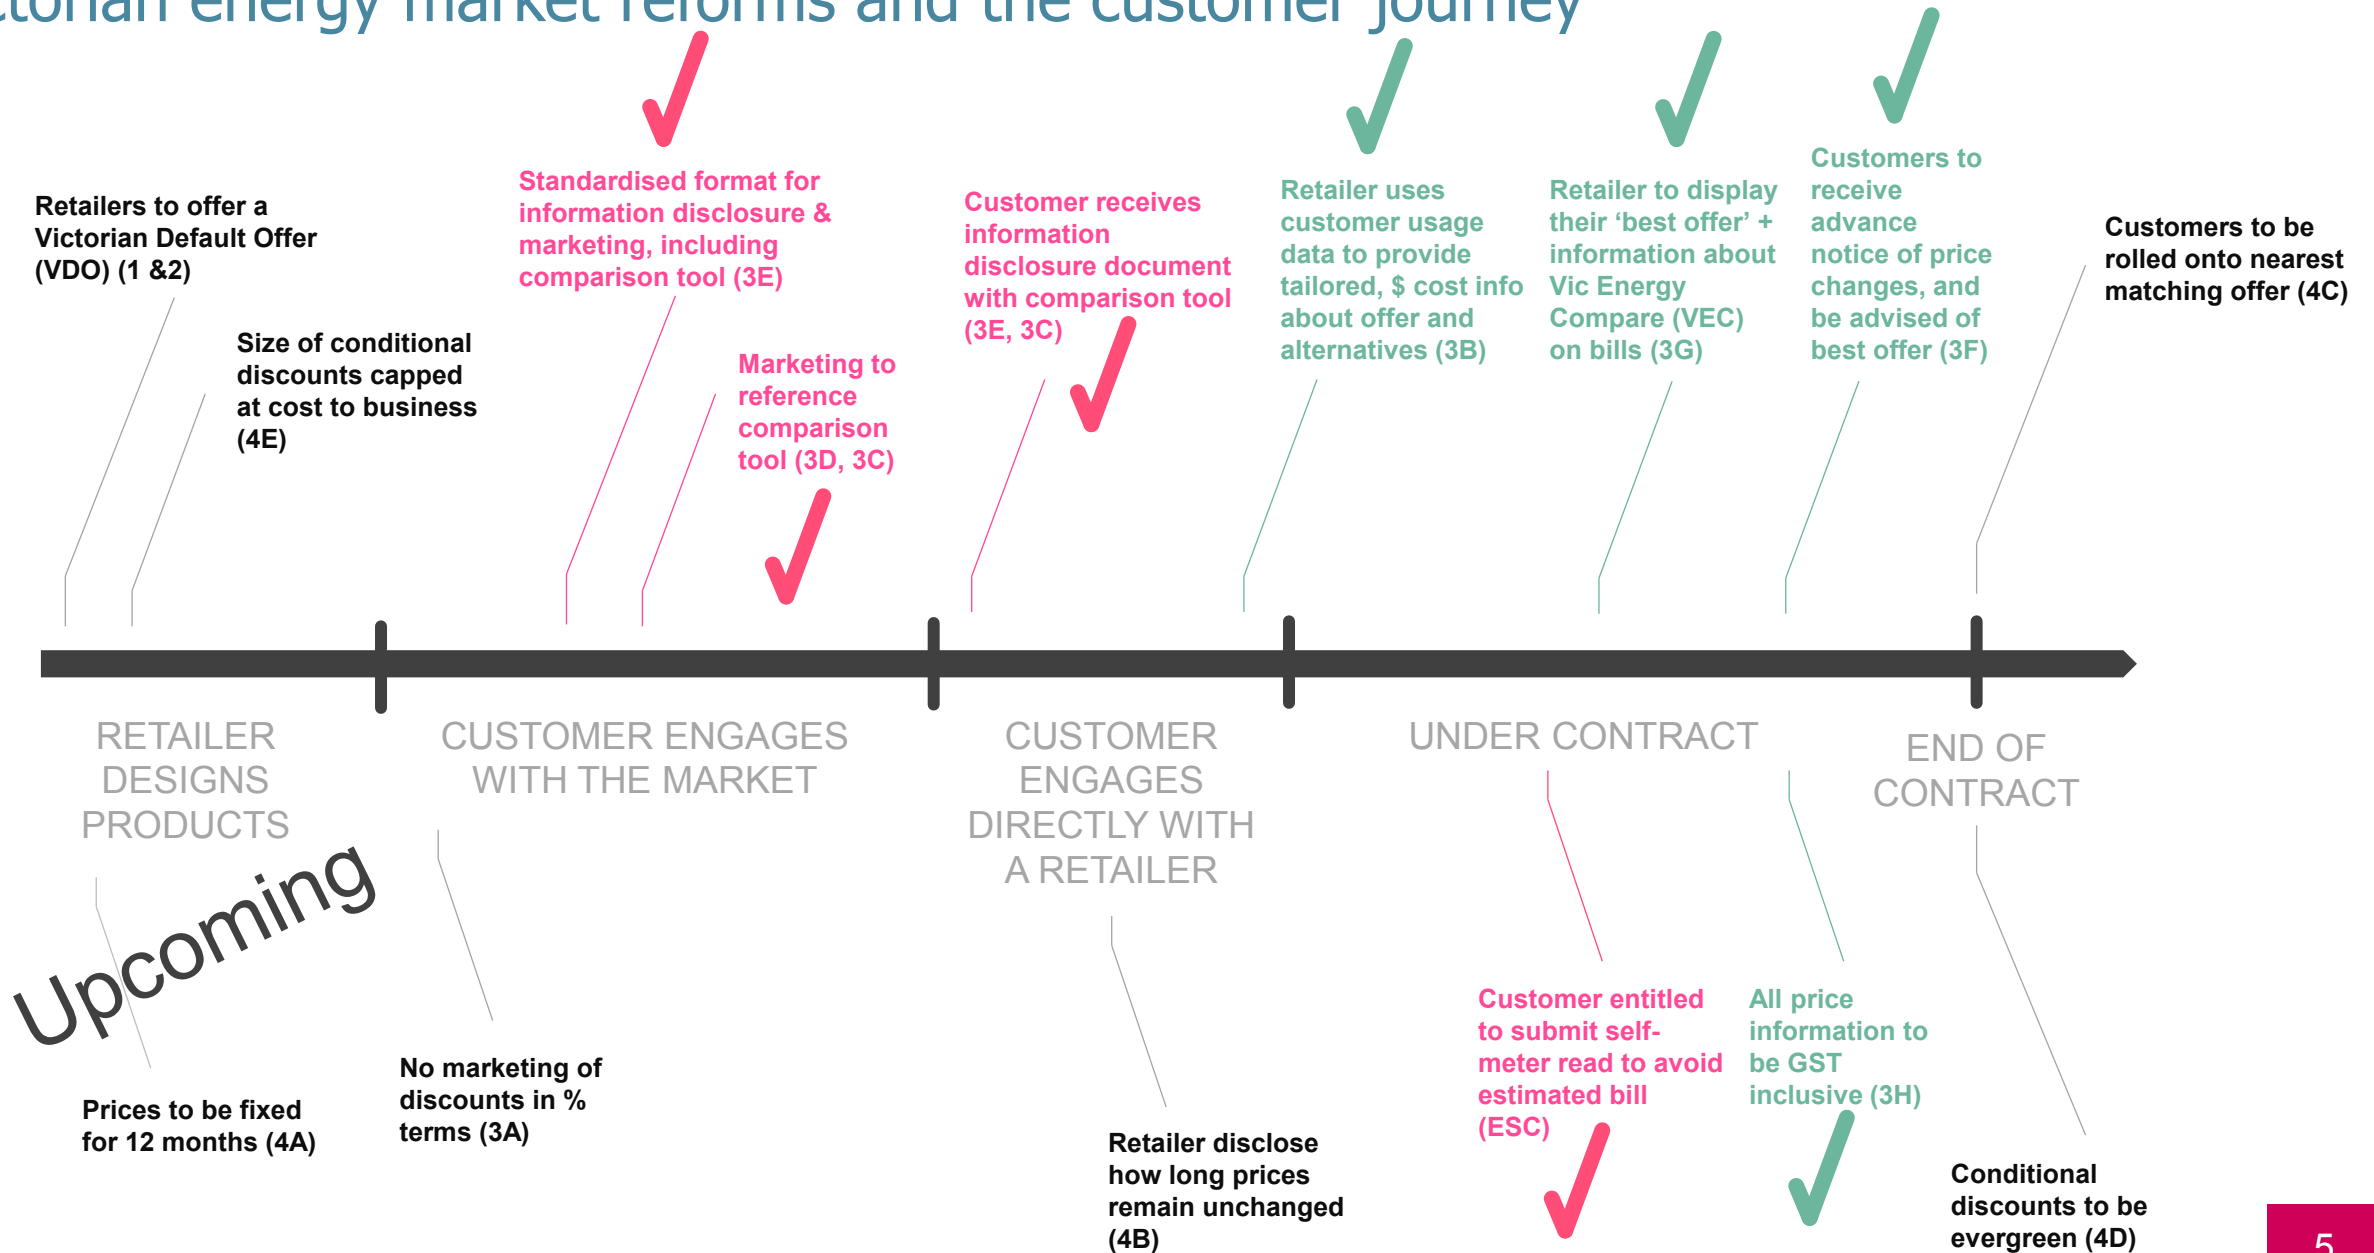 ctorian energy market reforms and the customer journey
Retailers to offer a
Victorian Default Offer
(VDO) (1 &2)
Size of conditional
discounts capped
at cost to business
(4E)
Standardised format for
information disclosure &
marketing, including
comparison tool (3E)
Marketing to
reference
comparison
tool (3D, 3C)
Customer receives
information
disclosure document
with comparison tool
(3E, 3C)
Retailer uses
customer usage
data to provide
tailored, $ cost info
about offer and
alternatives (3B)
Retailer to display
their ‘best offer’ +
information about
Vic Energy
Compare (VEC)
on bills (3G)
Customers to
receive
advance
notice of price
changes, and
be advised of
best offer (3F)
Customers to be
rolled onto nearest
matching offer (4C)
RETAILER
DESIGNS
PRODUCTS
CUSTOMER ENGAGES
WITH THE MARKET
CUSTOMER
ENGAGES
DIRECTLY WITH
A RETAILER
UNDER CONTRACT
END OF
CONTRACT
Upcoming
Prices to be fixed
for 12 months (4A)
No marketing of
discounts in %
terms (3A)
Retailer disclose
how long prices
remain unchanged
(4B)
Customer entitled
to submit self-
meter read to avoid
estimated bill
(ESC)
All price
information to
be GST
inclusive (3H)
Conditional
discounts to be
evergreen (4D)
5